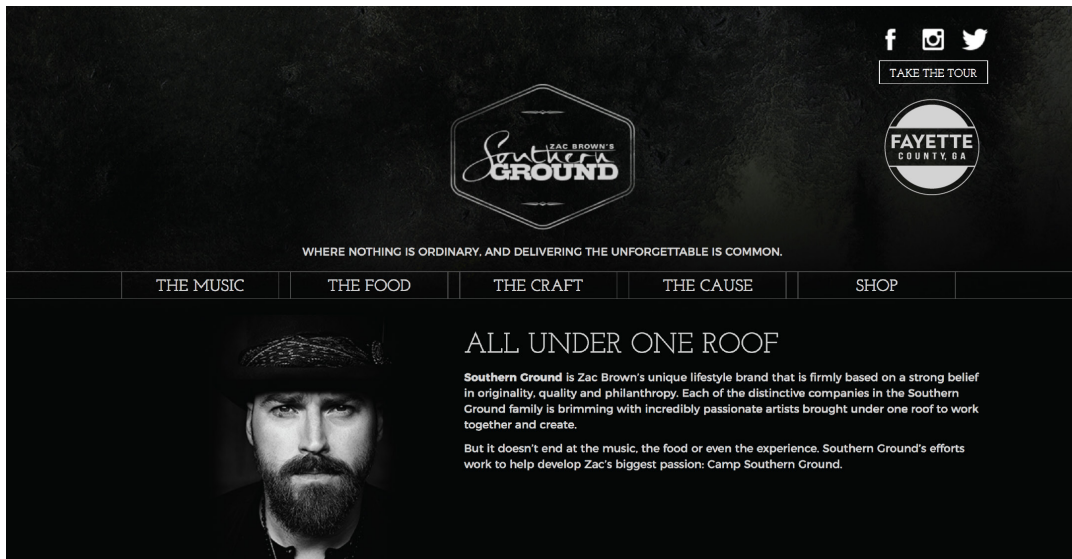 TAKE THE TOUR
ZAC BROWN'S
Southern
GROUND
FAYETTE
COUNTY, GA
WHERE NOTHING IS ORDINARY, AND DELIVERING THE UNFORGETTABLE IS COMMON.
THE MUSIC THE FOOD THE CRAFT THE CAUSE SHOP
ALL UNDER ONE ROOF
Southern Ground is Zac Brown's unique lifestyle brand that is firmly based on a strong belief
in originality, quality and philanthropy. Each of the distinctive companies in the Southern
Ground family is brimming with incredibly passionate artists brought under one roof to work
together and create.
But it doesn't end at the music, the food or even the experience. Southern Ground's efforts
work to help develop Zac's biggest passion: Camp Southern Ground.